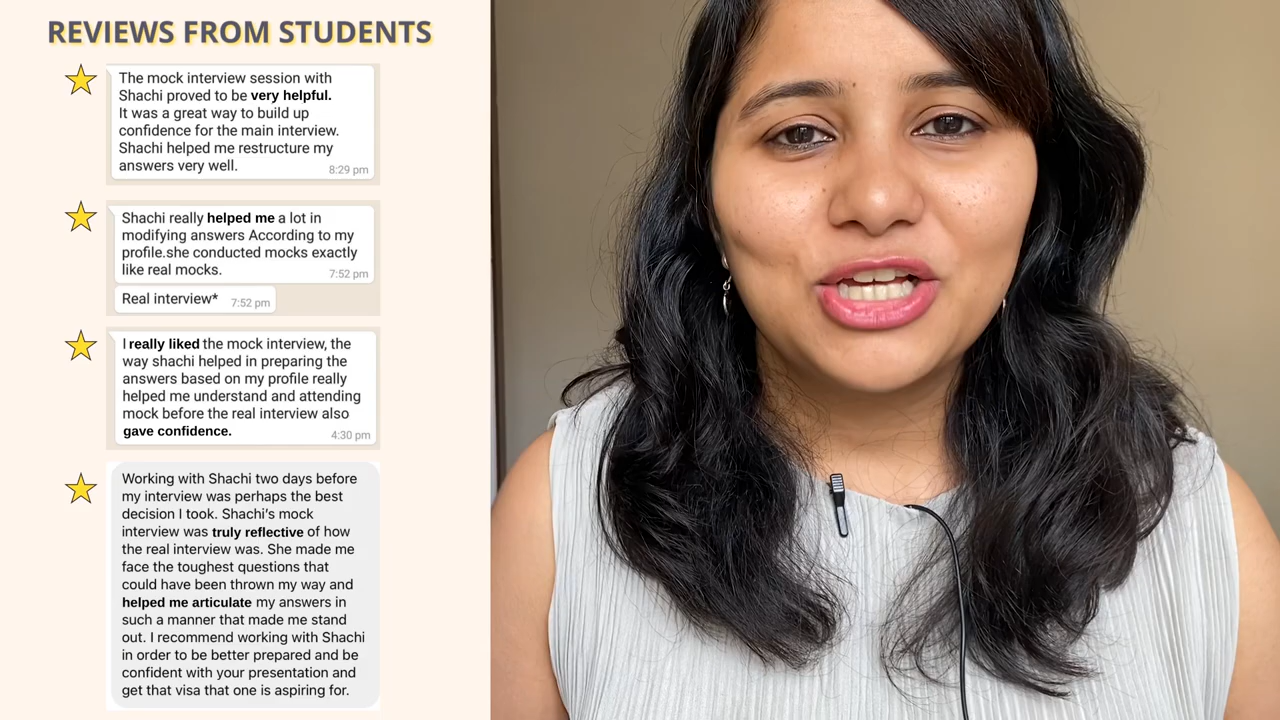 REVIEWS FROM STUDENTS
The mock interview session with
Shachi proved to be very helpful.
It was a great way to build up
confidence for the main interview.
Shachi helped me restructure my
answers very well.
8:29 pm
Shachi really helped me a lot in
modifying answers According to my
profile.she conducted mocks exactly
like real mocks.
7:52 pm
Real interview*
7:52 pm
I really liked the mock interview, the
way shachi helped in preparing the
answers based on my profile really
helped me understand and attending
mock before the real interview also
gave confidence.
4:30 pm
Working with Shachi two days before
my interview was perhaps the best
decision I took. Shachi's mock
interview was truly reflective of how
the real interview was. She made me
face the toughest questions that
could have been thrown my way and
helped me articulate my answers in
such a manner that made me stand
out. I recommend working with Shachi
in order to be better prepared and be
confident with your presentation and
get that visa that one is aspiring for.